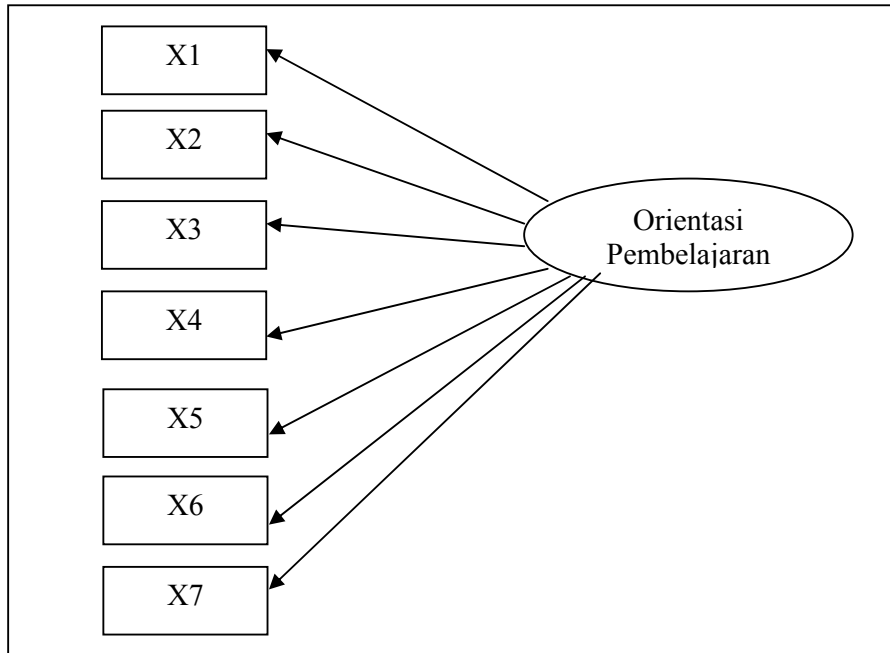 X1
X2
X3
X4
X5
X6
X7
Orientasi
Pembelajaran